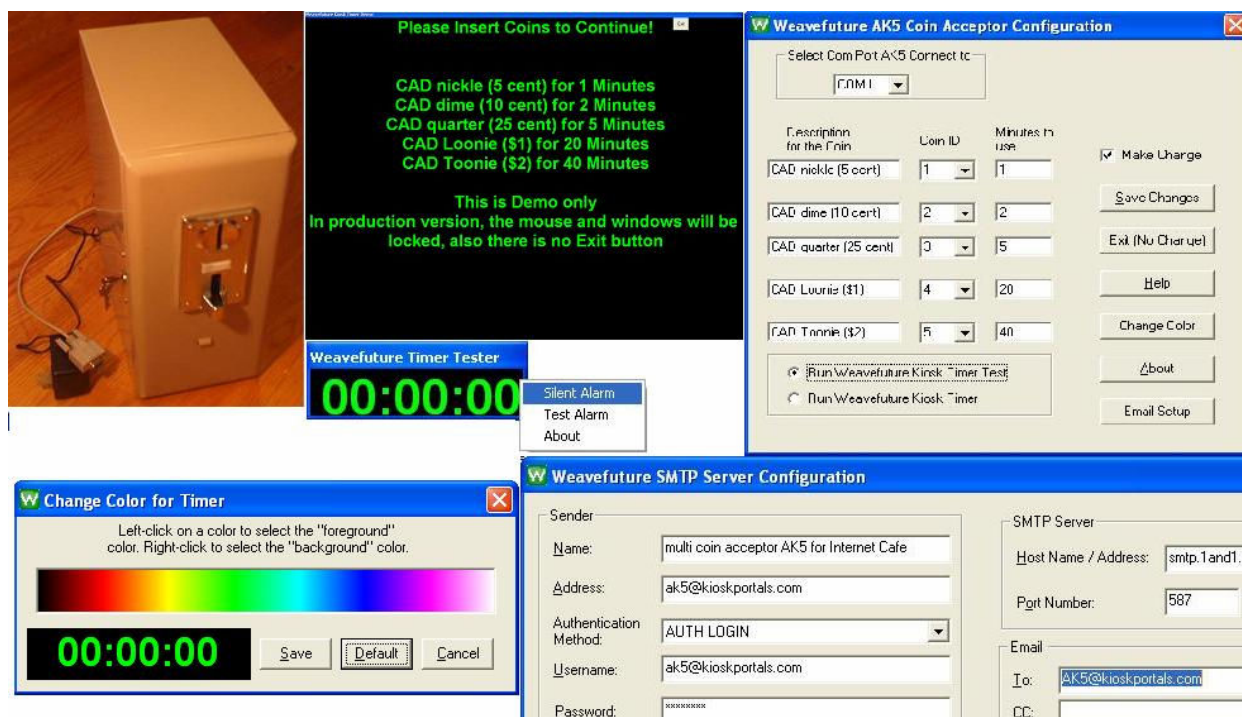 Please Insert Coins to Continue!
CAD nickle (5 cent) for 1 Minutes
CAD dime (10 cent) for 2 Minutes
CAD quarter (25 cent) for 5 Minutes
CAD Loonie ($1) for 20 Minutes
CAD Toonie ($2) for 40 Minutes
This is Demo only
In production version, the mouse and windows will be
locked, also there is no Exit button
Weavefuture Timer Tester
00:00:00
Silent Alarm
Test Alarm
About
Weavefuture AK5 Coin Acceptor Configuration
Select Com Port AK5 Connect to
COM1
Description
for the Coin
Coin ID
Minutes to
use
Make Change
CAD nickle (5 cent)
1
1
Save Changes
CAD dime (10 cent)
2
2
Exit (No Change)
CAD quarter (25 cent)
3
5
Help
CAD Loonie ($1)
4
20
Change Color
CAD Toonie ($2)
5
40
Run Weavefuture Kiosk Timer Test
About
Run Weavefuture Kiosk Timer
Email Setup
Change Color for Timer
Left-click on a color to select the "foreground"
color. Right-click to select the "background" color.
00:00:00
Save
Default
Cancel
Weavefuture SMTP Server Configuration
Sender
Name:
multi coin acceptor AK5 for Internet Cafe
Address:
ak5@kioskportals.com
Authentication
Method:
AUTH LOGIN
Username:
ak5@kioskportals.com
Password:
********
SMTP Server
Host Name / Address:
smtp.1and1.
Port Number:
587
Email
To:
AK5@kioskportals.com
CC: